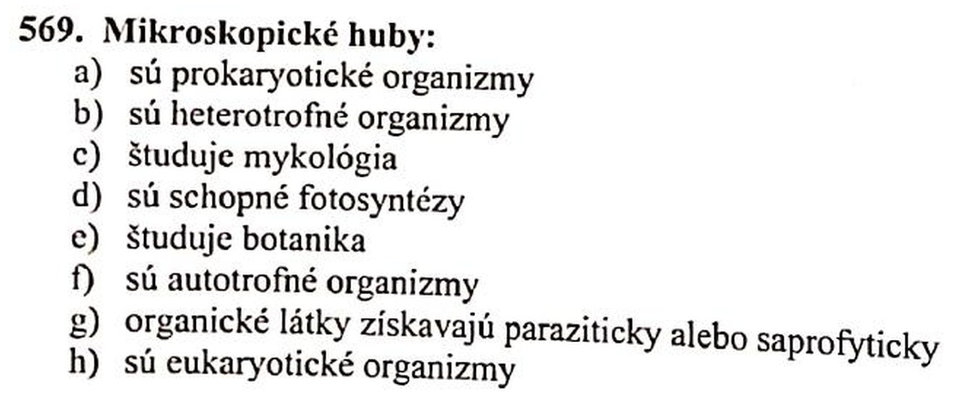 569. Mikroskopické huby:
a) sú prokaryotické organizmy
b) sú heterotrofné organizmy
c) študuje mykológia
d) sú schopné fotosyntézy
e) študuje botanika
f) sú autotrofné organizmy
g) organické látky získavajú paraziticky alebo saprofyticky
h) sú eukaryotické organizmy